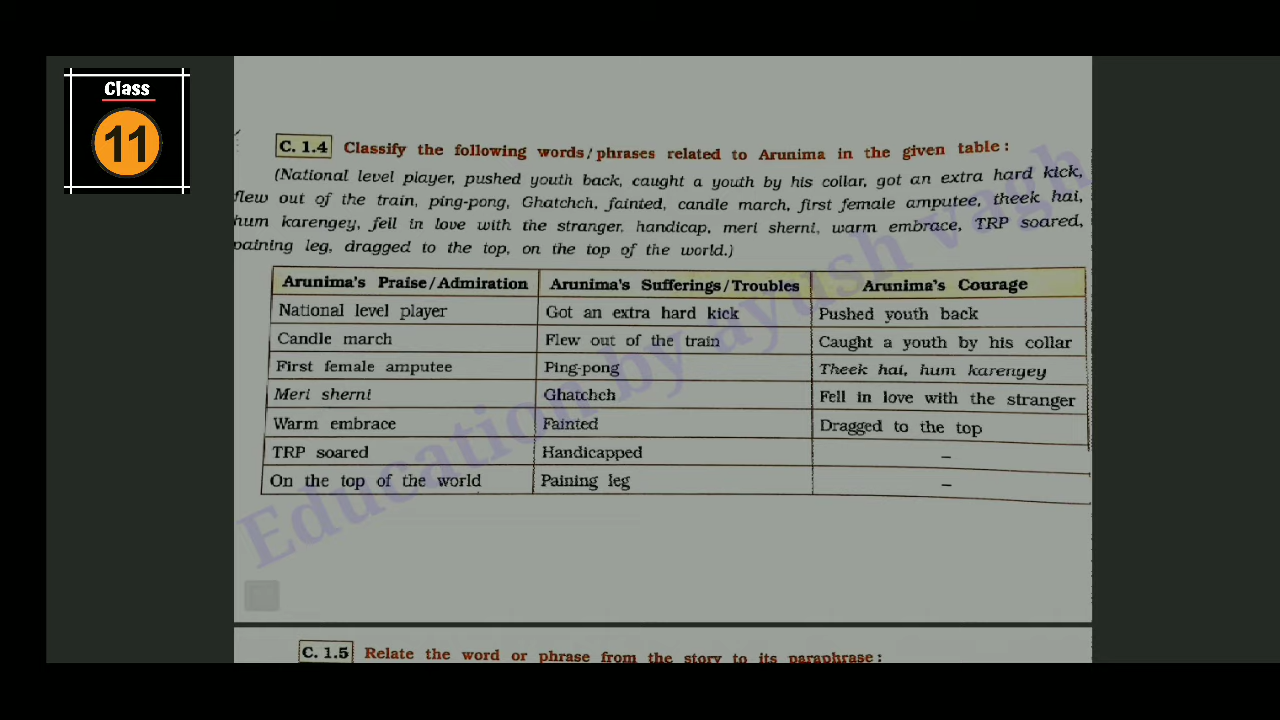 Class
11
C. 1.4 Classify the following words/phrases related to Arunima in the given table :
(National level player, pushed youth back, caught a youth by his collar, got an extra hard kick,
flew out of the train, ping-pong, Ghatchch, fainted, candle march, first female amputee, theek hai,
hum karengey, fell in love with the stranger, handicap, meri sherni, warm embrace, TRP soared,
paining leg, dragged to the top, on the top of the world.)
Arunima's Praise/Admiration Arunima's Sufferings/Troubles Arunima's Courage
National level player Got an extra hard kick Pushed youth back
Candle march Flew out of the train Caught a youth by his collar
First female amputee Ping-pong Theek hai, hum karengey
Meri sherni Ghatchch Fell in love with the stranger
Warm embrace Fainted Dragged to the top
TRP soared Handicapped –
On the top of the world Paining leg –
Education by ayush vagh
C. 1.5 Relate the word or phrase from the story to its paraphrase :